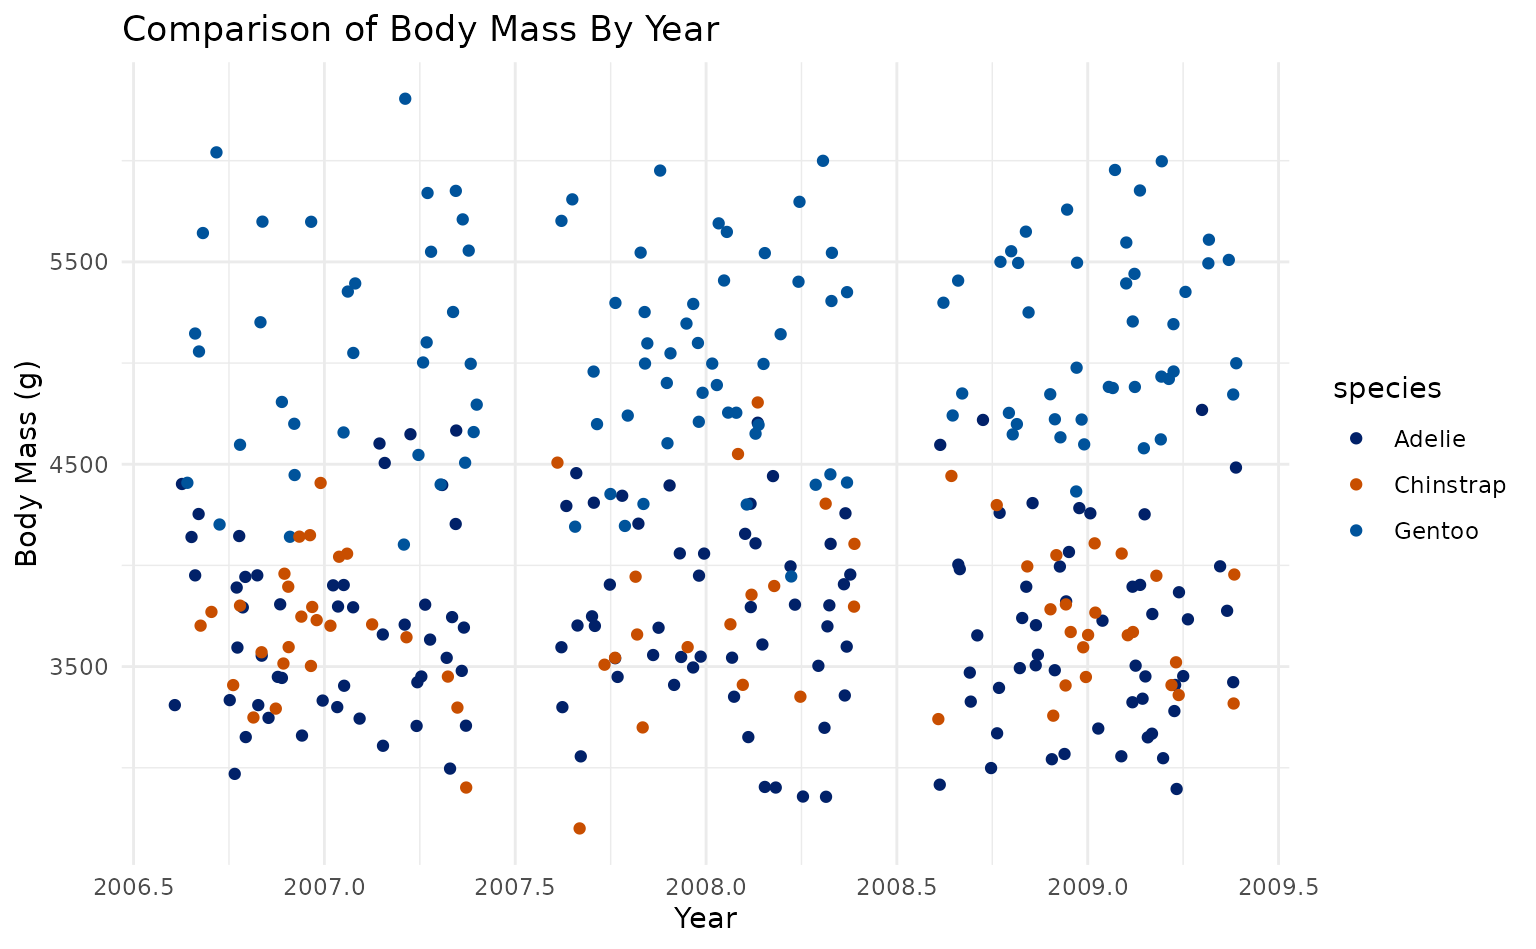 Comparison of Body Mass By Year
Body Mass (g)
5500
4500
3500
2006.5 2007.0 2007.5 2008.0 2008.5 2009.0 2009.5
Year
species
Adelie
Chinstrap
Gentoo